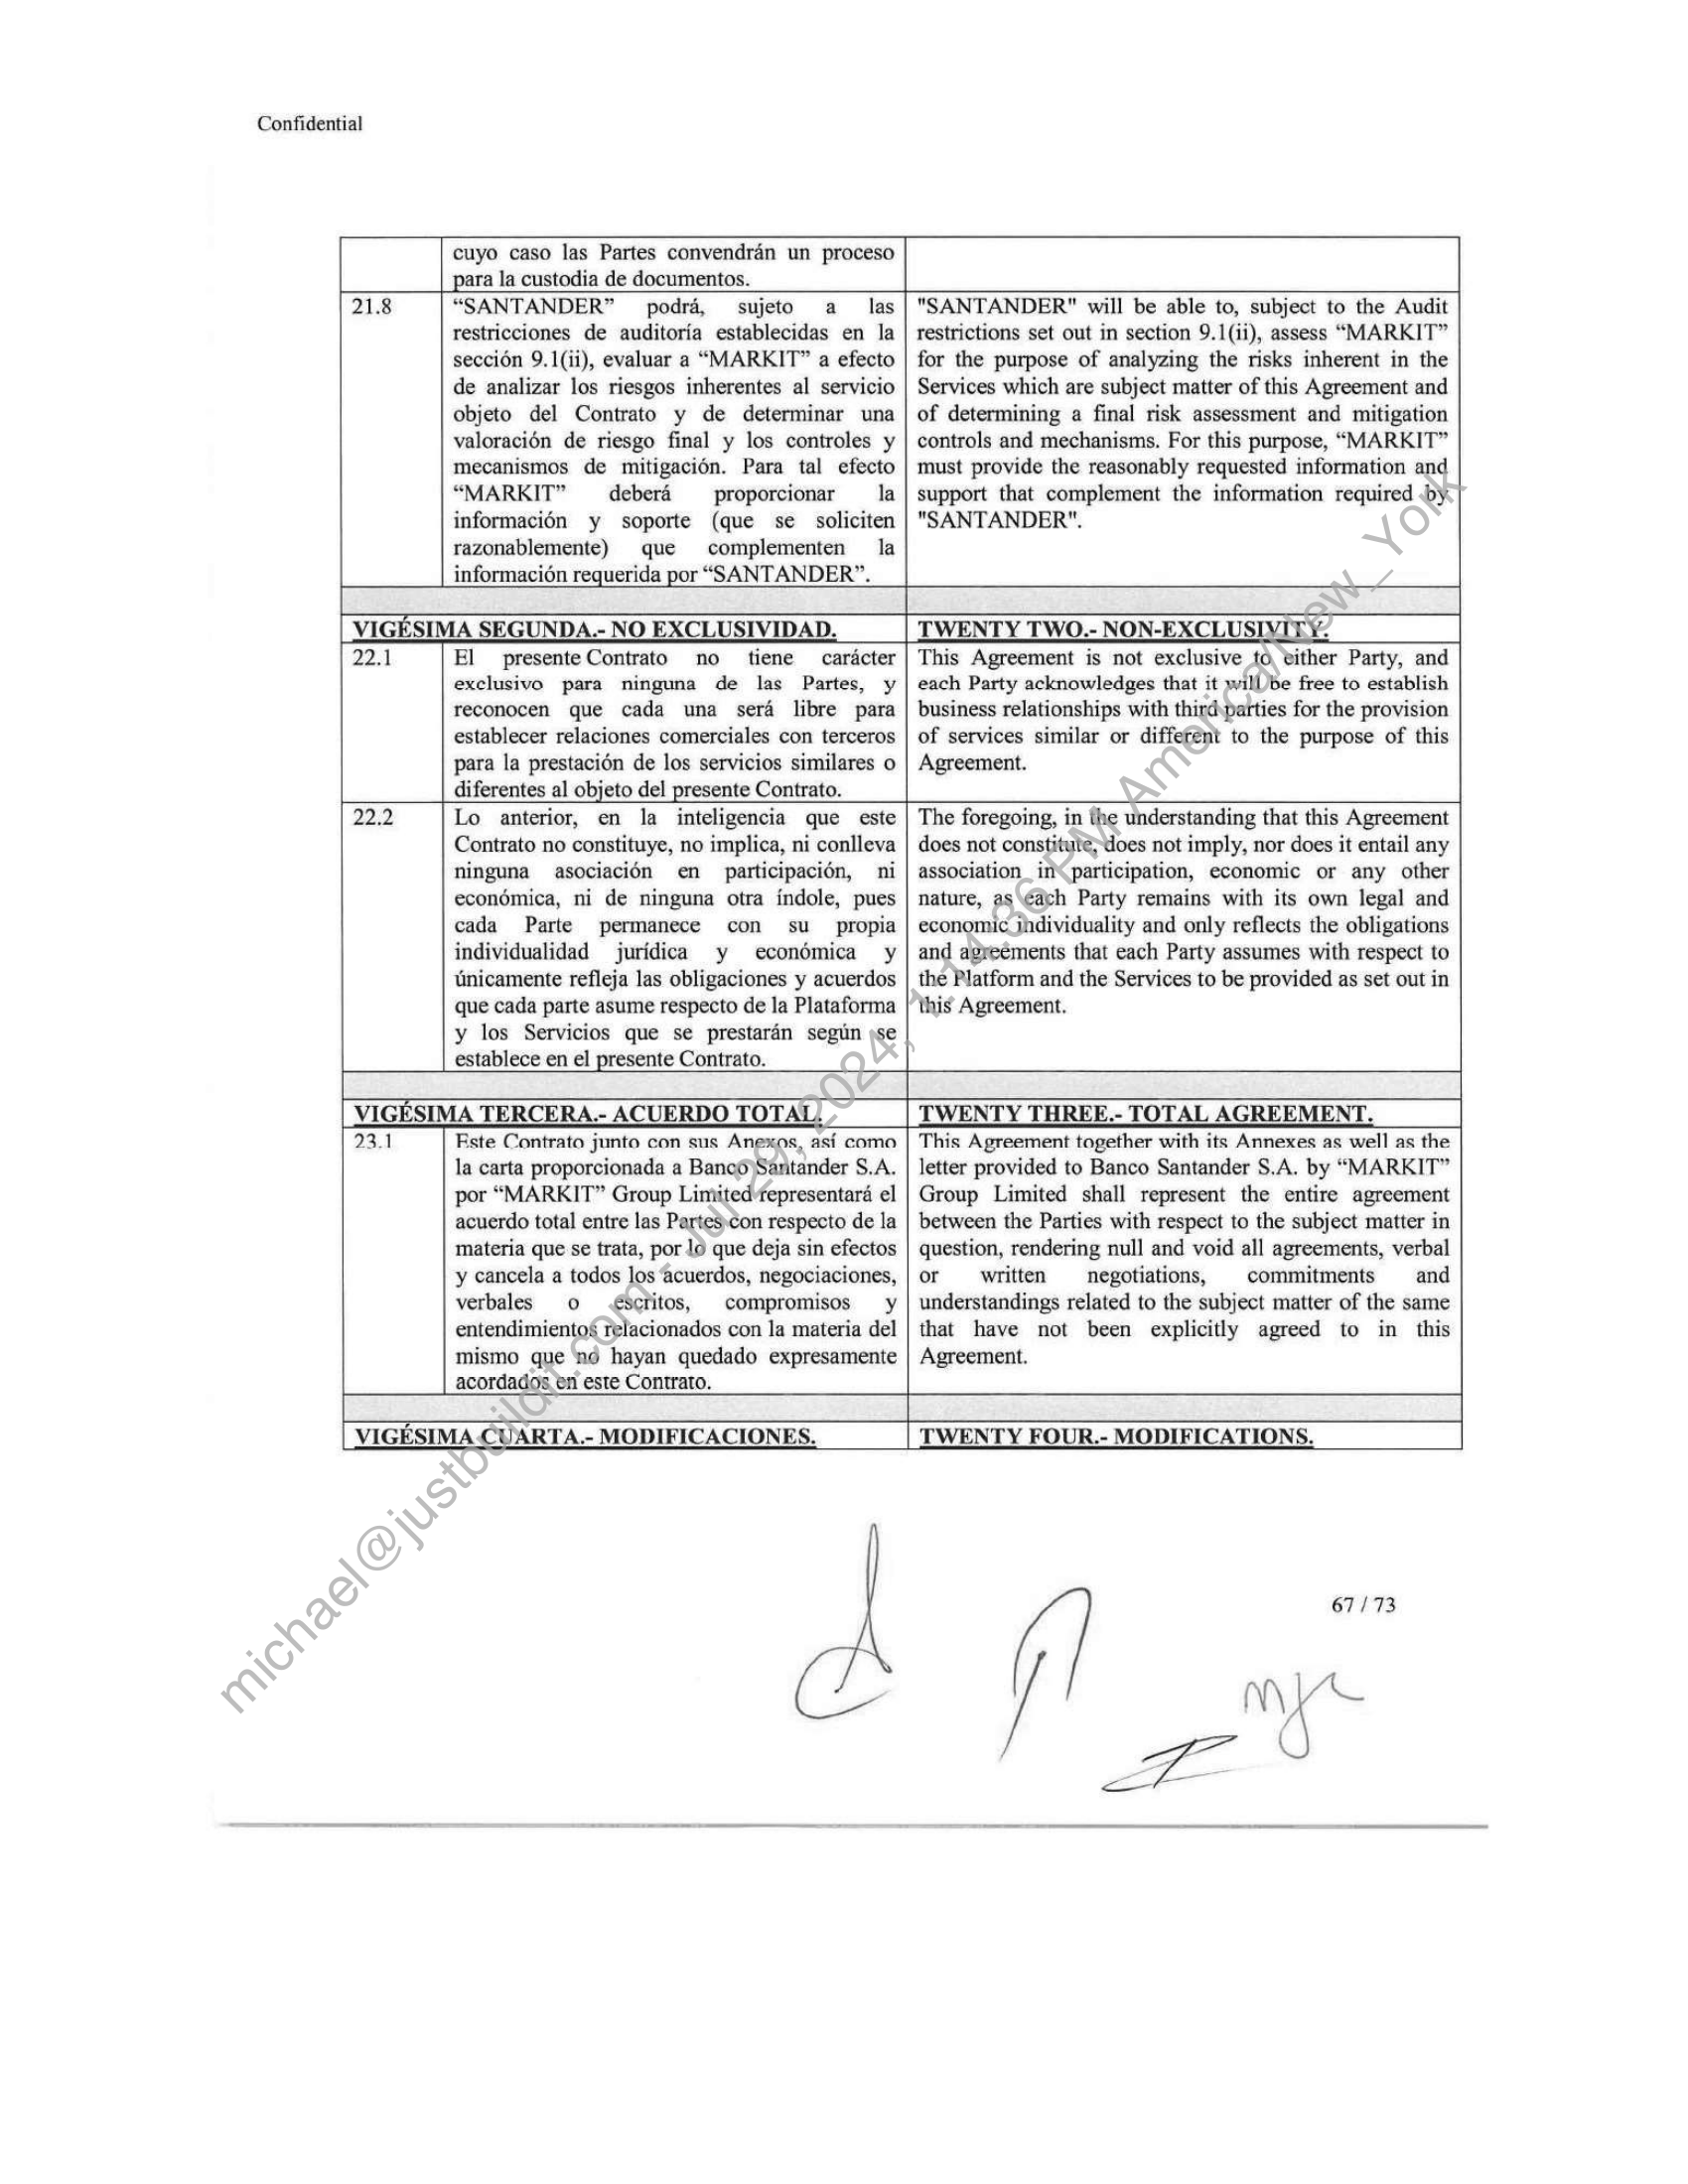 Confidential
cuyo caso las Partes convendrán un proceso
para la custodia de documentos.
21.8
“SANTANDER” podrá, sujeto a las
restricciones de auditoría establecidas en la
sección 9.1(ii), evaluar a “MARKIT” a efecto
de analizar los riesgos inherentes al servicio
objeto del Contrato y de determinar una
valoración de riesgo final y los controles y
mecanismos de mitigación. Para tal efecto
“MARKIT” deberá proporcionar la
información y soporte (que se soliciten
razonablemente) que complementen la
información requerida por “SANTANDER”.
"SANTANDER" will be able to, subject to the Audit
restrictions set out in section 9.1(ii), assess “MARKIT”
for the purpose of analyzing the risks inherent in the
Services which are subject matter of this Agreement and
of determining a final risk assessment and mitigation
controls and mechanisms. For this purpose, “MARKIT”
must provide the reasonably requested information and
support that complement the information required by
"SANTANDER".
VIGÉSIMA SEGUNDA.- NO EXCLUSIVIDAD.
TWENTY TWO.- NON-EXCLUSIVITY.
22.1
El presente Contrato no tiene carácter
exclusivo para ninguna de las Partes, y
reconocen que cada una será libre para
establecer relaciones comerciales con terceros
para la prestación de los servicios similares o
diferentes al objeto del presente Contrato.
This Agreement is not exclusive to either Party, and
each Party acknowledges that it will be free to establish
business relationships with third parties for the provision
of services similar or different to the purpose of this
Agreement.
22.2
Lo anterior, en la inteligencia que este
Contrato no constituye, no implica, ni conlleva
ninguna asociación en participación, ni
económica, ni de ninguna otra índole, pues
cada Parte permanece con su propia
individualidad jurídica y económica y
únicamente refleja las obligaciones y acuerdos
que cada parte asume respecto de la Plataforma
y los Servicios que se prestarán según se
establece en el presente Contrato.
The foregoing, in the understanding that this Agreement
does not constitute, does not imply, nor does it entail any
association in participation, economic or any other
nature, as each Party remains with its own legal and
economic individuality and only reflects the obligations
and agreements that each Party assumes with respect to
the Platform and the Services to be provided as set out in
this Agreement.
VIGÉSIMA TERCERA.- ACUERDO TOTAL.
TWENTY THREE.- TOTAL AGREEMENT.
23.1
Este Contrato junto con sus Anexos, así como
la carta proporcionada a Banco Santander S.A.
por “MARKIT” Group Limited representará el
acuerdo total entre las Partes con respecto de la
materia que se trata, por lo que deja sin efectos
y cancela a todos los acuerdos, negociaciones,
verbales o escritos, compromisos y
entendimientos relacionados con la materia del
mismo que no hayan quedado expresamente
acordados en este Contrato.
This Agreement together with its Annexes as well as the
letter provided to Banco Santander S.A. by “MARKIT”
Group Limited shall represent the entire agreement
between the Parties with respect to the subject matter in
question, rendering null and void all agreements, verbal
or written negotiations, commitments and
understandings related to the subject matter of the same
that have not been explicitly agreed to in this
Agreement.
VIGÉSIMA CUARTA.- MODIFICACIONES.
TWENTY FOUR.- MODIFICATIONS.
67 / 73
michael@justbuildit.com - Jul 29, 2024, 1:14:36 PM America/New_York